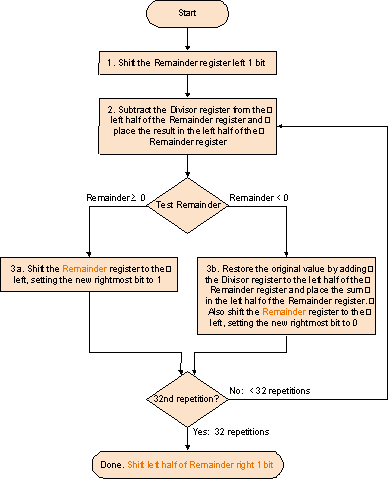 Start
1. Shift the Remainder register left 1 bit
2. Subtract the Divisor register from the
left half of the Remainder register and
place the result in the left half of the
Remainder register
Test Remainder
Remainder ≥ 0
Remainder < 0
3a. Shift the Remainder register to the
left, setting the new rightmost bit to 1
3b. Restore the original value by adding
the Divisor register to the left half of the
Remainder register and place the sum
in the left half of the Remainder register.
Also shift the Remainder register to the
left, setting the new rightmost bit to 0
32nd repetition?
No: < 32 repetitions
Yes: 32 repetitions
Done. Shift left half of Remainder right 1 bit